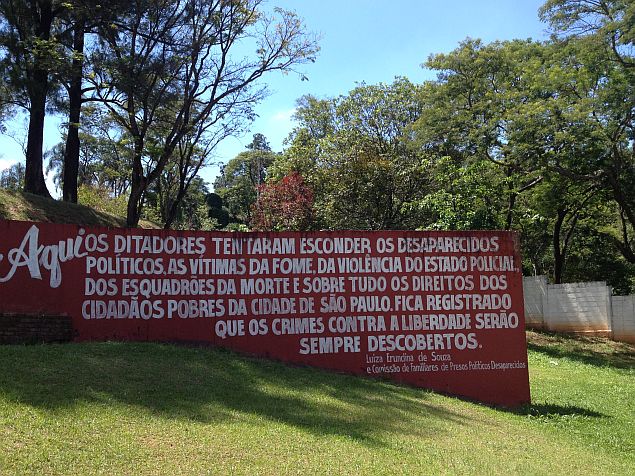 Aqui OS DITADORES TENTARAM ESCONDER OS DESAPARECIDOS
POLÍTICOS, AS VÍTIMAS DA FOME, DA VIOLÊNCIA DO ESTADO POLICIAL,
DOS ESQUADRÕES DA MORTE E SOBRE TUDO OS DIREITOS DOS
CIDADÃOS POBRES DA CIDADE DE SÃO PAULO. FICA REGISTRADO
QUE OS CRIMES CONTRA A LIBERDADE SERÃO
SEMPRE DESCOBERTOS.
Luíza Erundina de Souza
e Comissão de Familiares de Presos Políticos Desaparecidos